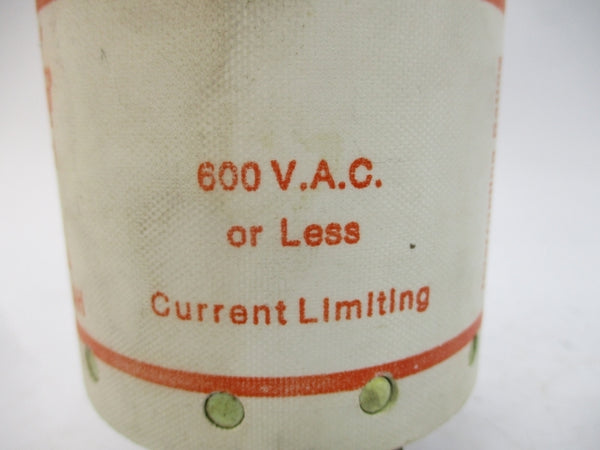 600 V.A.C.
or Less
Current Limiting